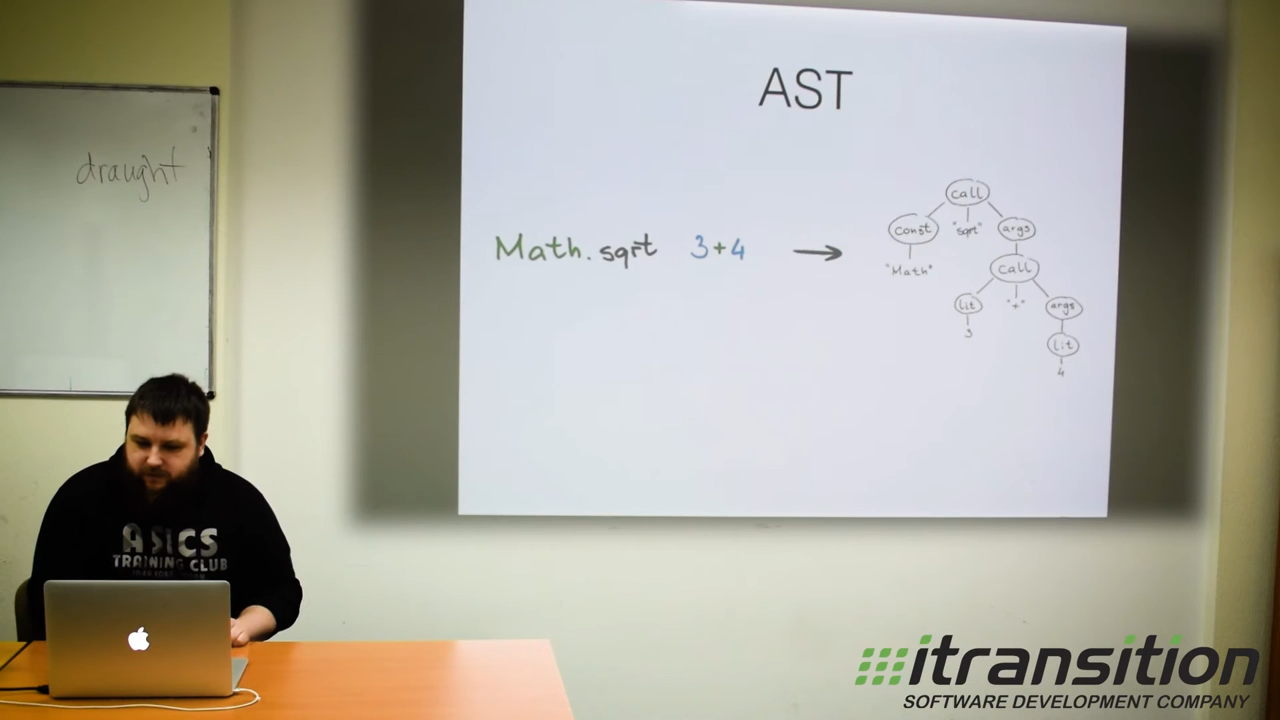 AST
draught
Math.sqrt 3+4 →
call
const "sqrt" args
"Math" call
lit "+" args
3 lit
4
ASICS
TRAINING CLUB
itransition
SOFTWARE DEVELOPMENT COMPANY